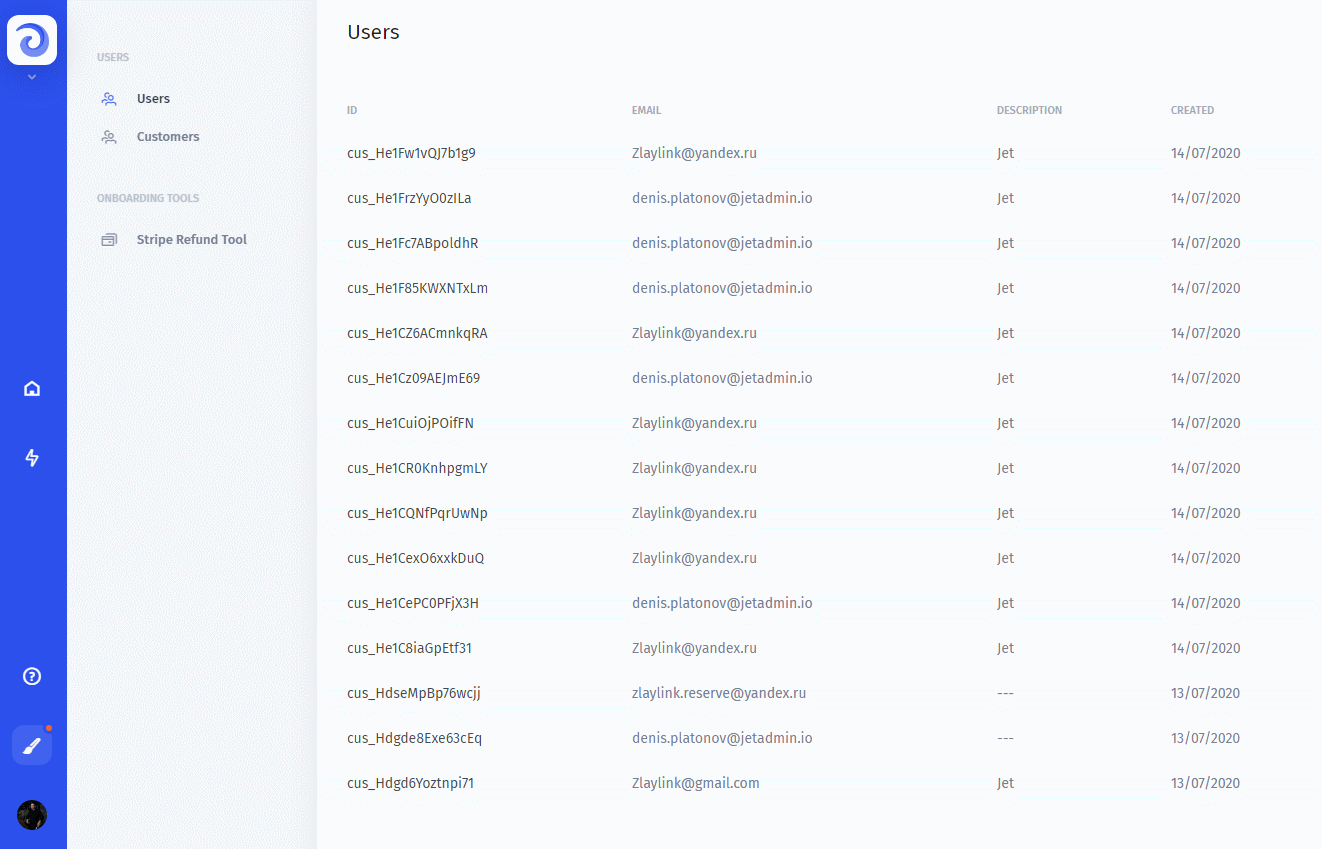 Users
USERS
Users
Customers
ONBOARDING TOOLS
Stripe Refund Tool
ID EMAIL DESCRIPTION CREATED
cus_He1Fw1vQJ7b1g9 Zlaylink@yandex.ru Jet 14/07/2020
cus_He1FrzYyO0zILa denis.platonov@jetadmin.io Jet 14/07/2020
cus_He1Fc7ABpoldhR denis.platonov@jetadmin.io Jet 14/07/2020
cus_He1F85KWXNTxLm denis.platonov@jetadmin.io Jet 14/07/2020
cus_He1CZ6ACmnkqRA Zlaylink@yandex.ru Jet 14/07/2020
cus_He1Cz09AEJmE69 denis.platonov@jetadmin.io Jet 14/07/2020
cus_He1CuiOjPOifFN Zlaylink@yandex.ru Jet 14/07/2020
cus_He1CR0KnhpgmLY Zlaylink@yandex.ru Jet 14/07/2020
cus_He1CQNfPqrUwNp Zlaylink@yandex.ru Jet 14/07/2020
cus_He1CexO6xxkDuQ Zlaylink@yandex.ru Jet 14/07/2020
cus_He1CePC0PFjX3H denis.platonov@jetadmin.io Jet 14/07/2020
cus_He1C8iaGpEtf31 Zlaylink@yandex.ru Jet 14/07/2020
cus_HdseMpBp76wcjj zlaylink.reserve@yandex.ru --- 13/07/2020
cus_Hdgde8Exe63cEq denis.platonov@jetadmin.io --- 13/07/2020
cus_Hdgd6Yoztnpi71 Zlaylink@gmail.com Jet 13/07/2020